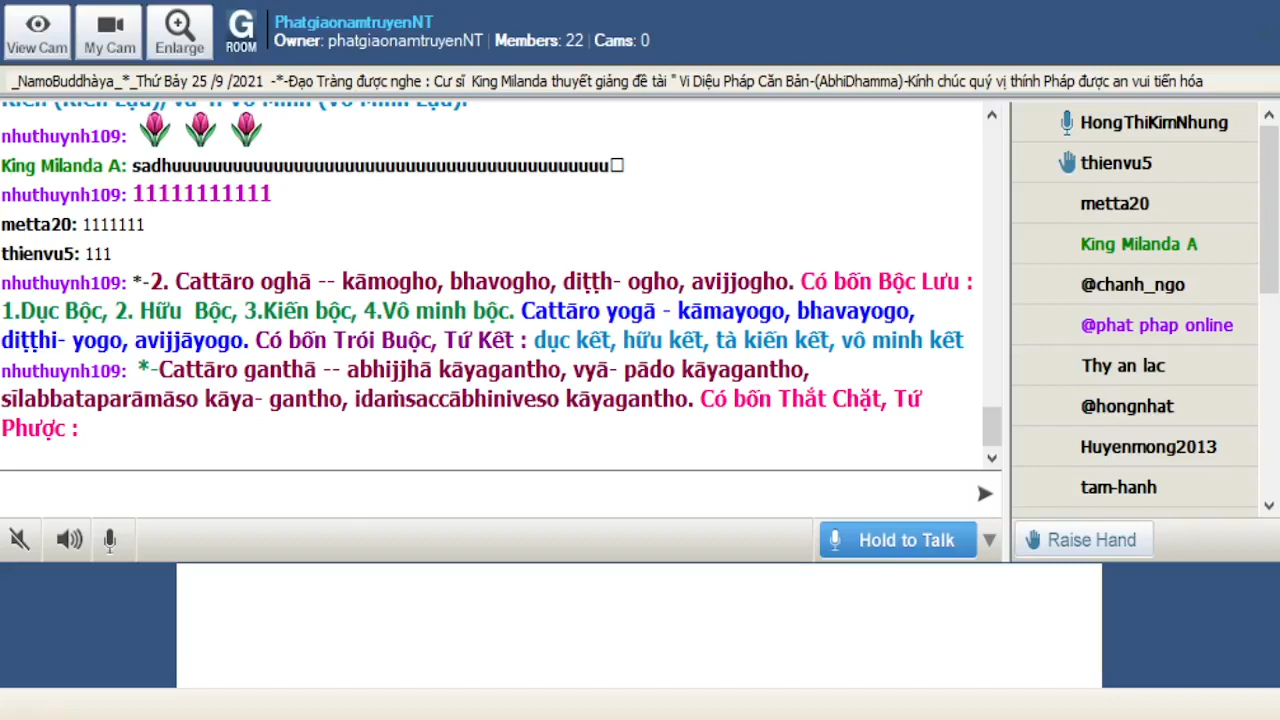 PhatgiaonamtruyenNT
View Cam
My Cam
Enlarge
G
ROOM
Owner: phatgiaonamtruyenNT | Members: 22 | Cams: 0
_NamoBuddhàya_*_Thứ Bảy 25 /9 /2021 -*-Đạo Tràng được nghe : Cư sĩ King Milanda thuyết giảng đề tài " Vi Diệu Pháp Căn Bản-(AbhiDhamma)-Kính chúc quý vị thính Pháp được an vui tiến hóa
nhuthuynh109:
King Milanda A: sadhuuuuuuuuuuuuuuuuuuuuuuuuuuuuuuuuuuuuuuuuuuuuuuuuuu□
nhuthuynh109: 11111111111
metta20: 1111111
thienvu5: 111
nhuthuynh109: *-2. Cattāro oghā -- kāmogho, bhavogho, diṭṭh- ogho, avijjogho. Có bốn Bộc Lưu :
1.Dục Bộc, 2. Hữu Bộc, 3.Kiến bộc, 4.Vô minh bộc. Cattāro yogā - kāmayogo, bhavayogo,
diṭṭhi- yogo, avijjāyogo. Có bốn Trói Buộc, Tứ Kết : dục kết, hữu kết, tà kiến kết, vô minh kết
nhuthuynh109: *-Cattāro ganthā -- abhijjhā kāyagantho, vyā- pādo kāyagantho,
sīlabbataparāmāso kāya- gantho, idaṁsaccābhiniveso kāyagantho. Có bốn Thắt Chặt, Tứ
Phược :
HongThiKimNhung
thienvu5
metta20
King Milanda A
@chanh_ngo
@phat phap online
Thy an lac
@hongnhat
Huyenmong2013
tam-hanh
Hold to Talk
Raise Hand